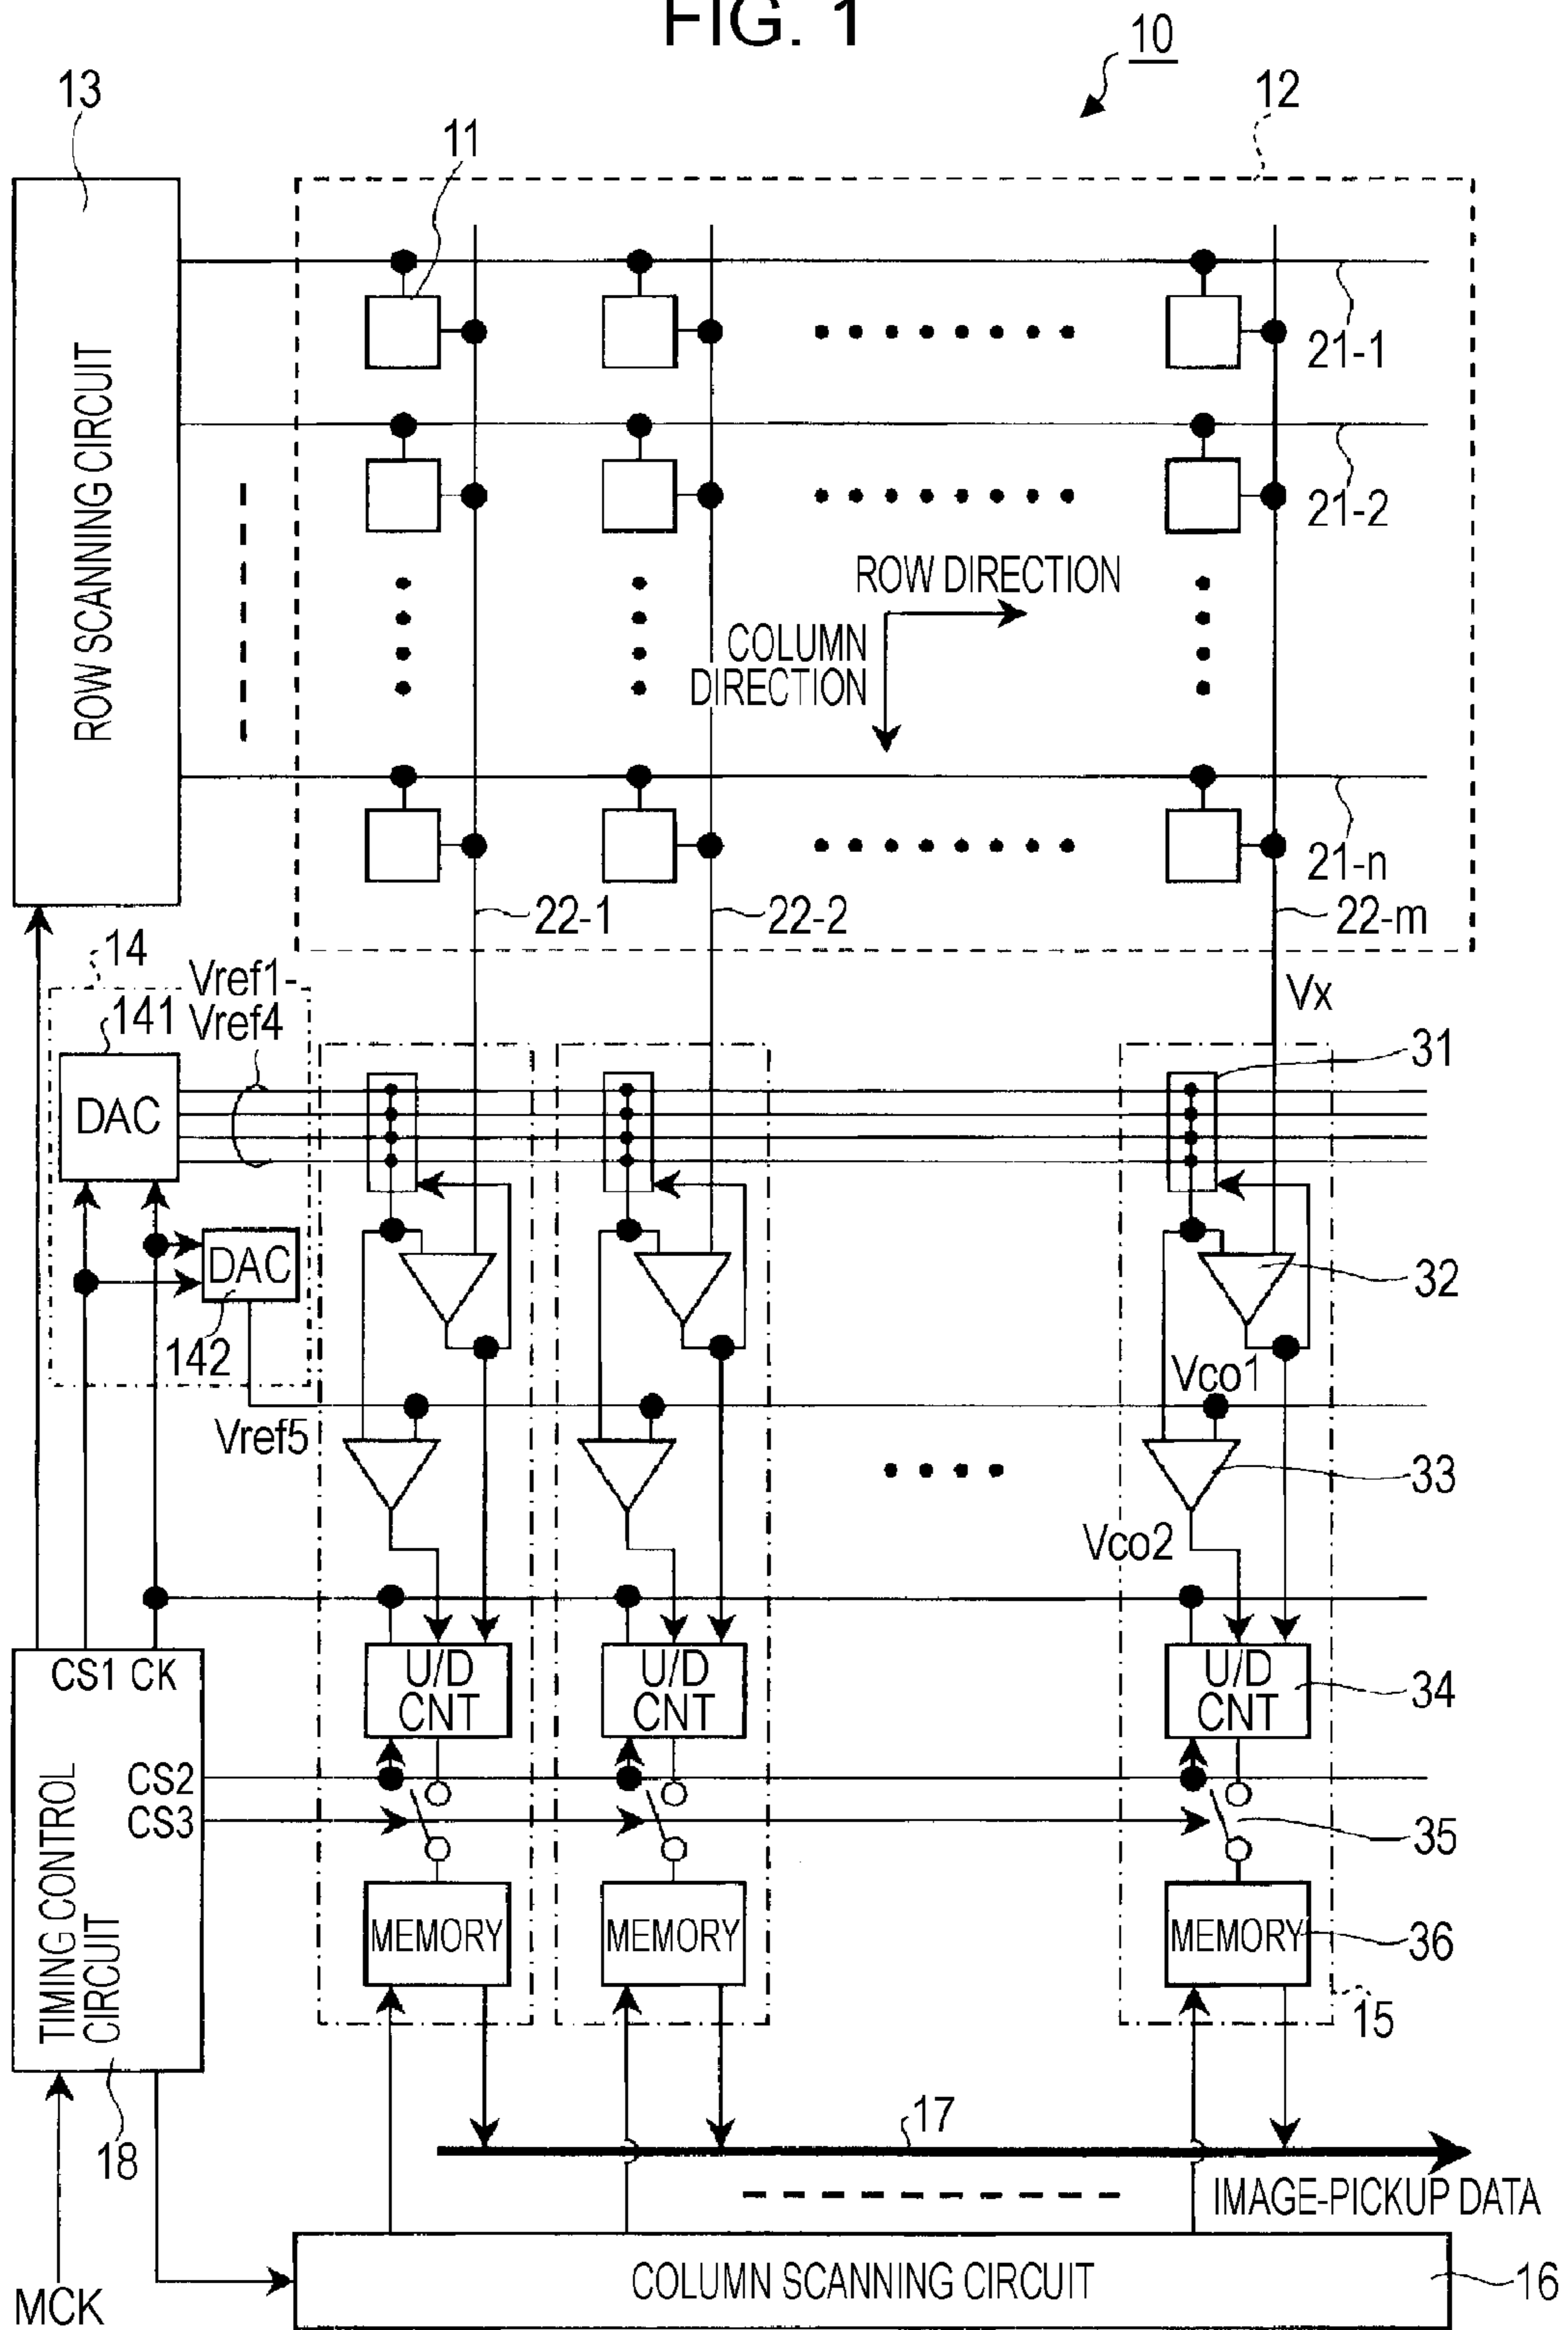 FIG. 1
10
13
12
11
ROW SCANNING CIRCUIT
21-1
21-2
ROW DIRECTION
COLUMN
DIRECTION
21-n
22-1
22-2
22-m
14
Vref1-
Vref4
Vx
141
31
DAC
DAC
32
142
Vco1
Vref5
33
Vco2
CS1 CK
U/D
CNT
U/D
CNT
U/D
CNT
34
CS2
CS3
35
TIMING CONTROL
CIRCUIT
MEMORY
MEMORY
MEMORY
36
15
18
17
IMAGE-PICKUP DATA
MCK
COLUMN SCANNING CIRCUIT
16